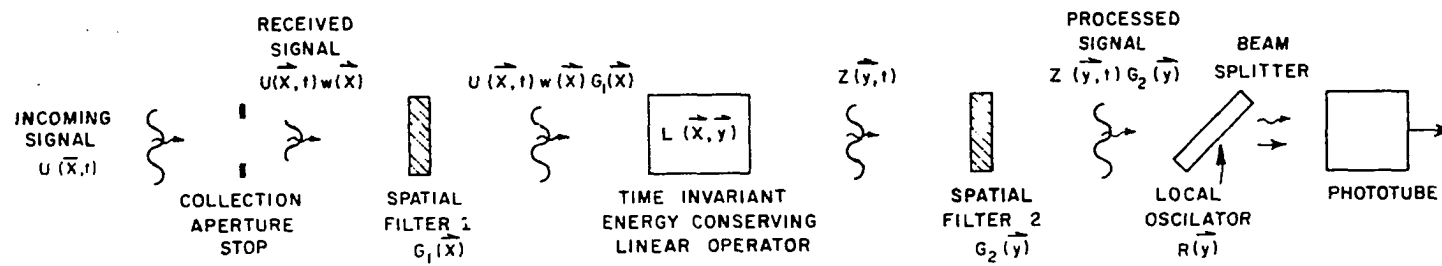 INCOMING
SIGNAL
U(X,t)
COLLECTION
APERTURE
STOP
RECEIVED
SIGNAL
U(X,t)w(X)
SPATIAL
FILTER 1
G₁(X)
U(X,t)w(X)G₁(X)
L(X,y)
TIME INVARIANT
ENERGY CONSERVING
LINEAR OPERATOR
Z(y,t)
SPATIAL
FILTER 2
G₂(y)
PROCESSED
SIGNAL
Z(y,t)G₂(y)
BEAM
SPLITTER
LOCAL
OSCILATOR
R(y)
PHOTOTUBE